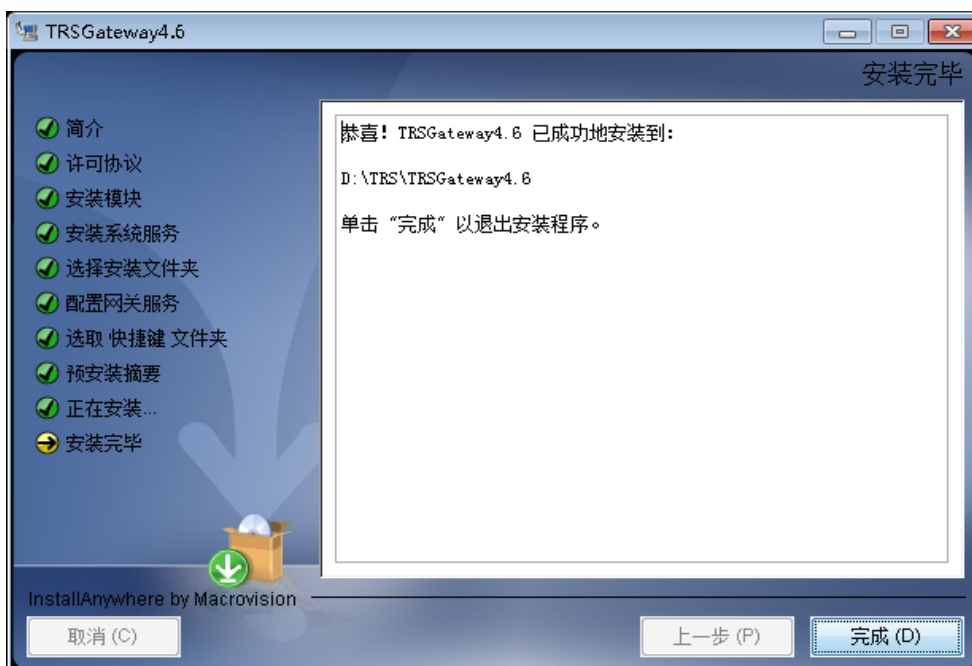 TRSGateway4.6
安装完毕
简介
许可协议
安装模块
安装系统服务
选择安装文件夹
配置网关服务
选取 快捷键 文件夹
预安装摘要
正在安装...
安装完毕
恭喜！TRSGateway4.6 已成功地安装到：
D:\TRS\TRSGateway4.6
单击 “完成” 以退出安装程序。
InstallAnywhere by Macrovision
取消 (C)
上一步 (P)
完成 (D)